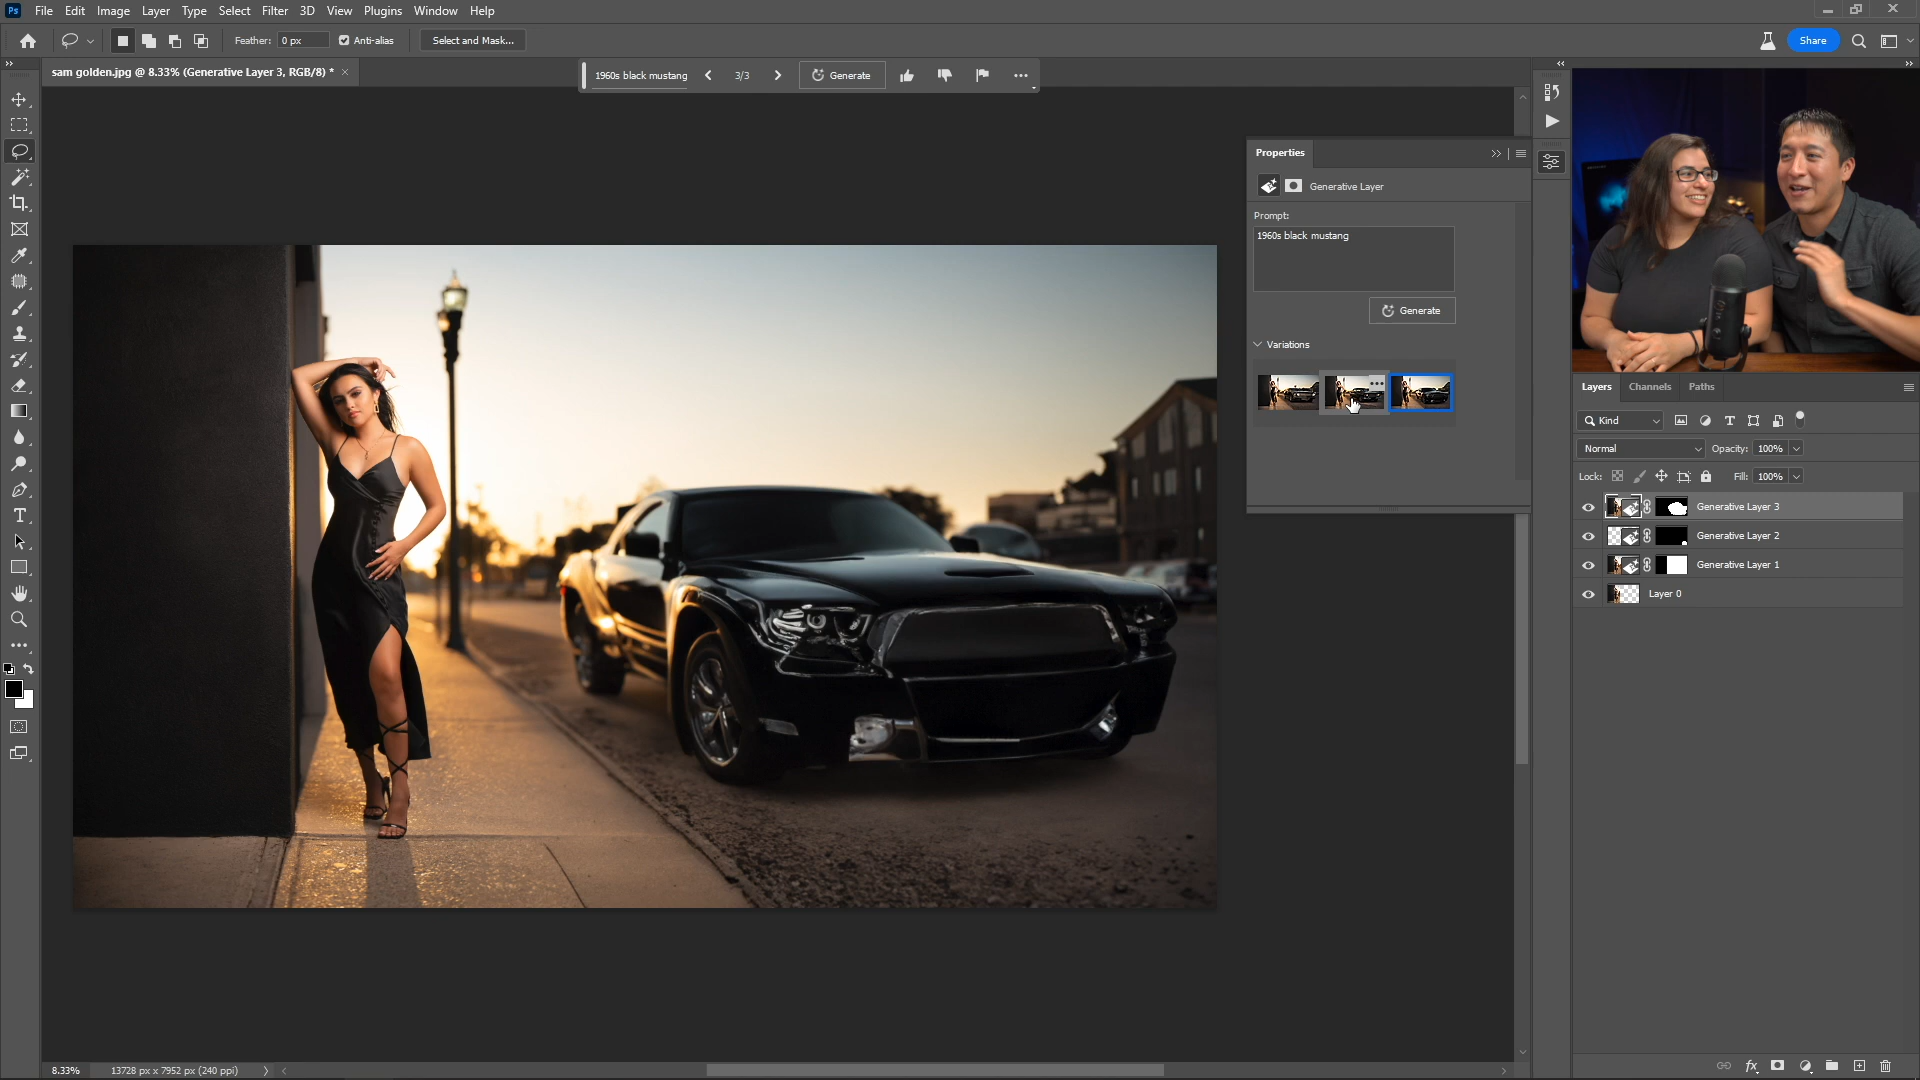 Ps File Edit Image Layer Type Select Filter 3D View Plugins Window Help
Feather: 0 px Anti-alias Select and Mask... Share
sam golden.jpg @ 8.33% (Generative Layer 3, RGB/8) * ×
1960s black mustang 3/3 Generate
Properties
Generative Layer
Prompt:
1960s black mustang
Generate
Variations
Layers Channels Paths
Kind
Normal Opacity: 100%
Lock: Fill: 100%
Generative Layer 3
Generative Layer 2
Generative Layer 1
Layer 0
fx
8.33% 13728 px x 7952 px (240 ppi)